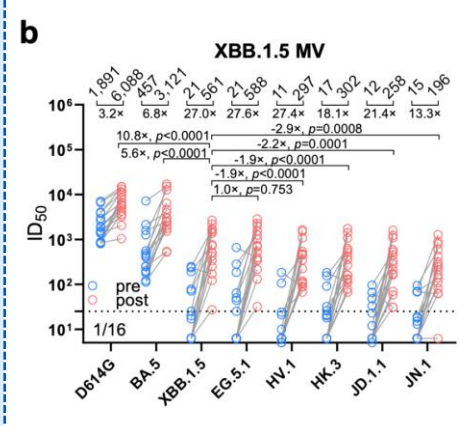 b
XBB.1.5 MV
1,891 6,088 457 3,121 21 561 21 588 11 297 17 302 12 258 15 196
3.2× 6.8× 27.0× 27.6× 27.4× 18.1× 21.4× 13.3×
10.8×, p<0.0001
-2.9×, p=0.0008
5.6×, p<0.0001
-2.2×, p=0.0001
-1.9×, p<0.0001
-1.9×, p<0.0001
1.0×, p=0.753
ID50
10⁶
10⁵
10⁴
10³
10²
10¹
pre
post
1/16
D614G BA.5 XBB.1.5 EG.5.1 HV.1 HK.3 JD.1.1 JN.1